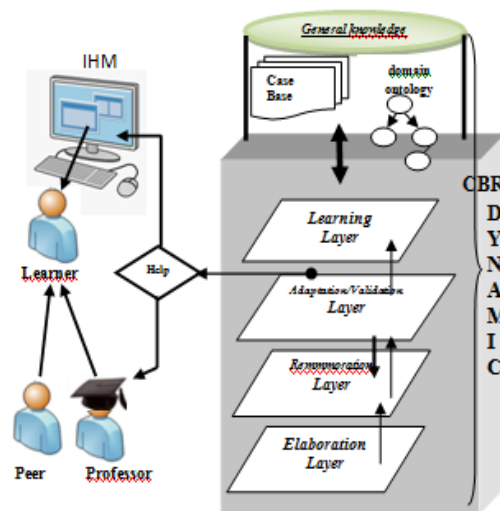 General knowledge
IHM
Case
Base
domain
ontology
CBR
D
Y
N
A
M
I
C
Learning
Layer
Learner
Help
Adaptation/Validation
Layer
Layer
Elaboration
Layer
Peer
Professor